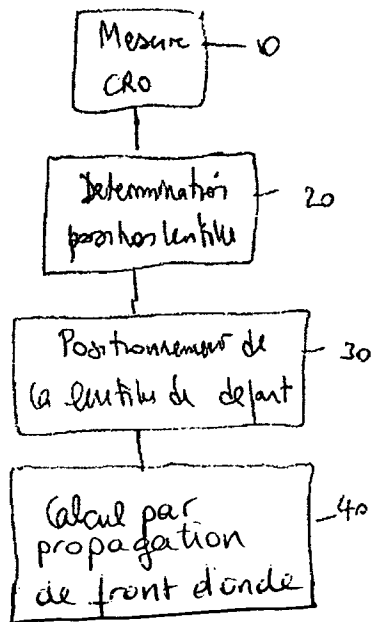 Mesure
CRO
10
Determination
position lentille
20
Positionnement de
la lentille de depart
30
Calcul par
propagation
de front d'onde
40